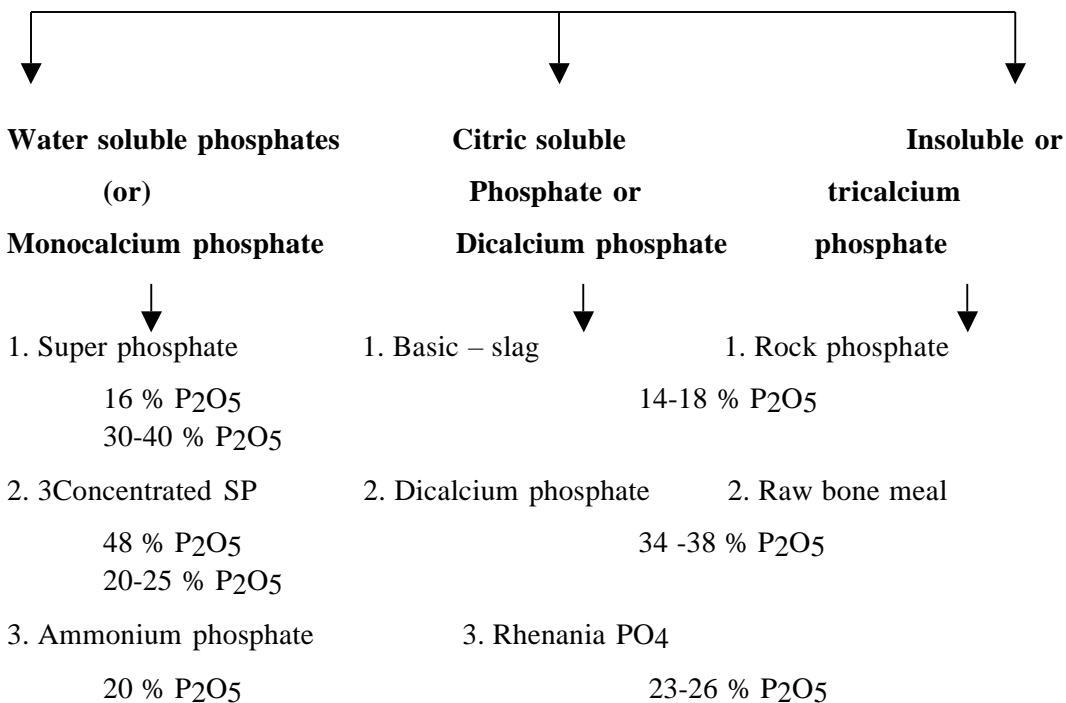 Water soluble phosphates Citric soluble Insoluble or
(or) Phosphate or tricalcium
Monocalcium phosphate Dicalcium phosphate phosphate
1. Super phosphate 1. Basic – slag 1. Rock phosphate
16 % P2O5 14-18 % P2O5
30-40 % P2O5
2. 3Concentrated SP 2. Dicalcium phosphate 2. Raw bone meal
48 % P2O5 34 -38 % P2O5
20-25 % P2O5
3. Ammonium phosphate 3. Rhenania PO4
20 % P2O5 23-26 % P2O5